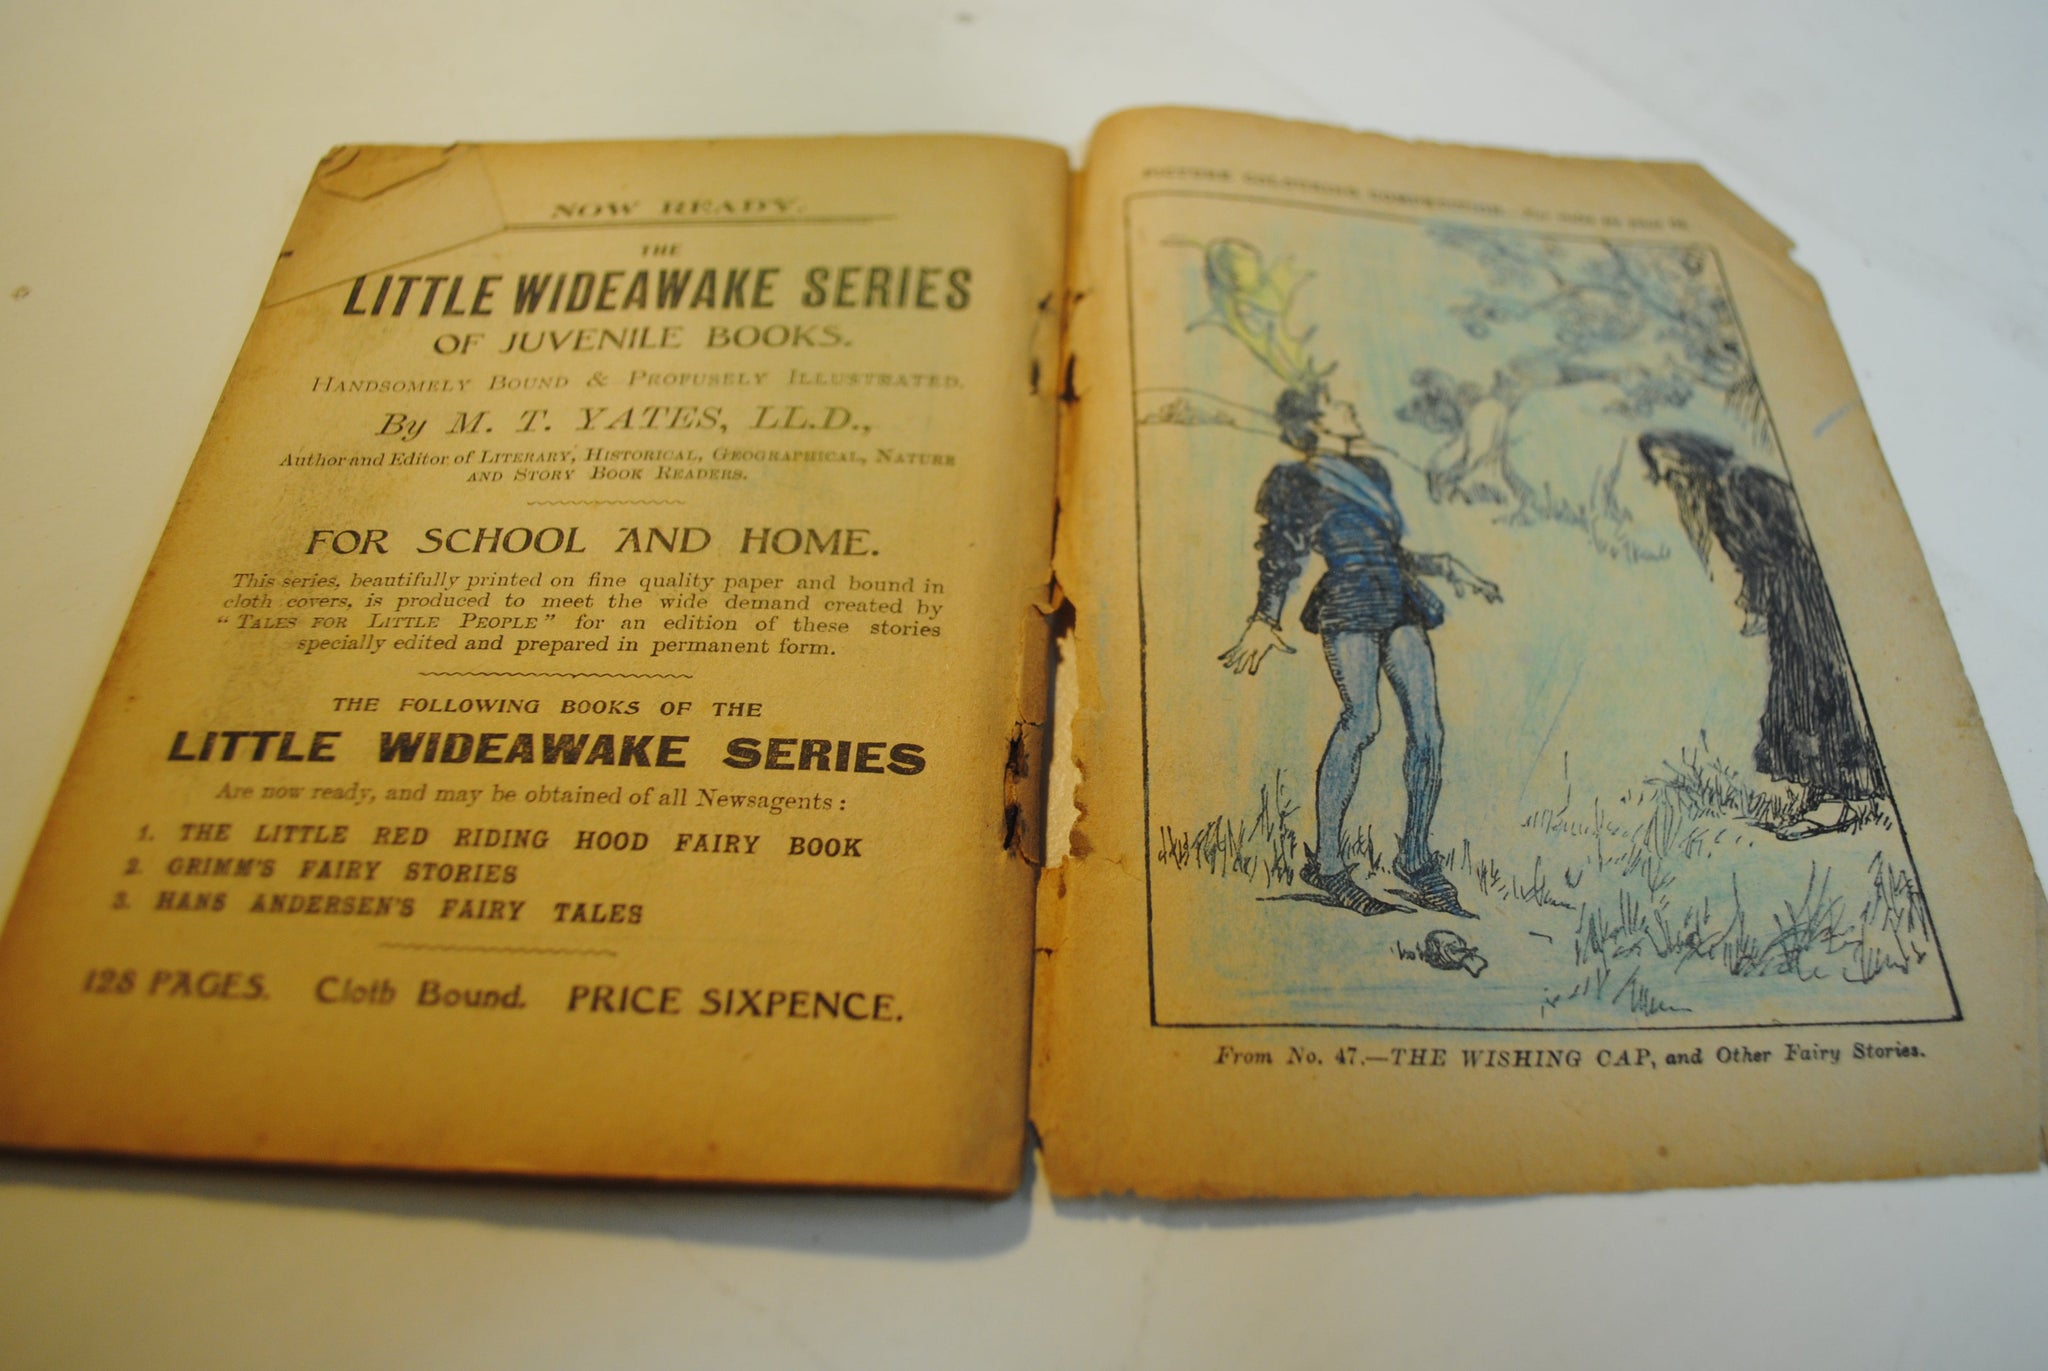 NOW READY.
THE
LITTLE WIDEAWAKE SERIES
OF JUVENILE BOOKS.
HANDSOMELY BOUND & PROFUSELY ILLUSTRATED.
By M. T. YATES, LL.D.,
Author and Editor of LITERARY, HISTORICAL, GEOGRAPHICAL, NATURE
AND STORY BOOK READERS.
FOR SCHOOL AND HOME.
This series, beautifully printed on fine quality paper and bound in
cloth covers, is produced to meet the wide demand created by
"TALES FOR LITTLE PEOPLE" for an edition of these stories
specially edited and prepared in permanent form.
THE FOLLOWING BOOKS OF THE
LITTLE WIDEAWAKE SERIES
Are now ready, and may be obtained of all Newsagents:
1. THE LITTLE RED RIDING HOOD FAIRY BOOK
2. GRIMM'S FAIRY STORIES
3. HANS ANDERSEN'S FAIRY TALES
128 PAGES. Cloth Bound. PRICE SIXPENCE.
PICTURE COLOURING COMPETITION
From No. 47.—THE WISHING CAP, and Other Fairy Stories.